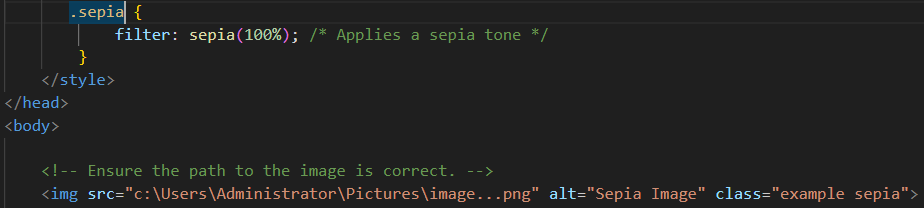 .sepia {
filter: sepia(100%); /* Applies a sepia tone */
}
</style>
</head>
<body>
<!-- Ensure the path to the image is correct. -->
<img src="c:\Users\Administrator\Pictures\image...png" alt="Sepia Image" class="example sepia">